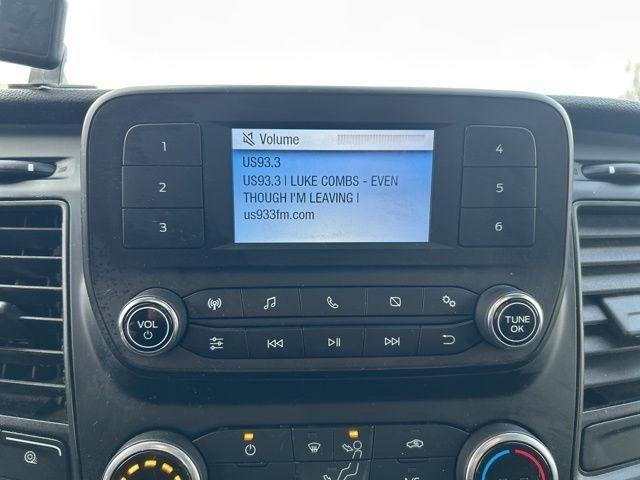 Volume
US93.3
US93.3 | LUKE COMBS - EVEN
THOUGH I'M LEAVING |
us933fm.com
1
2
3
4
5
6
VOL
TUNE
OK
A/C